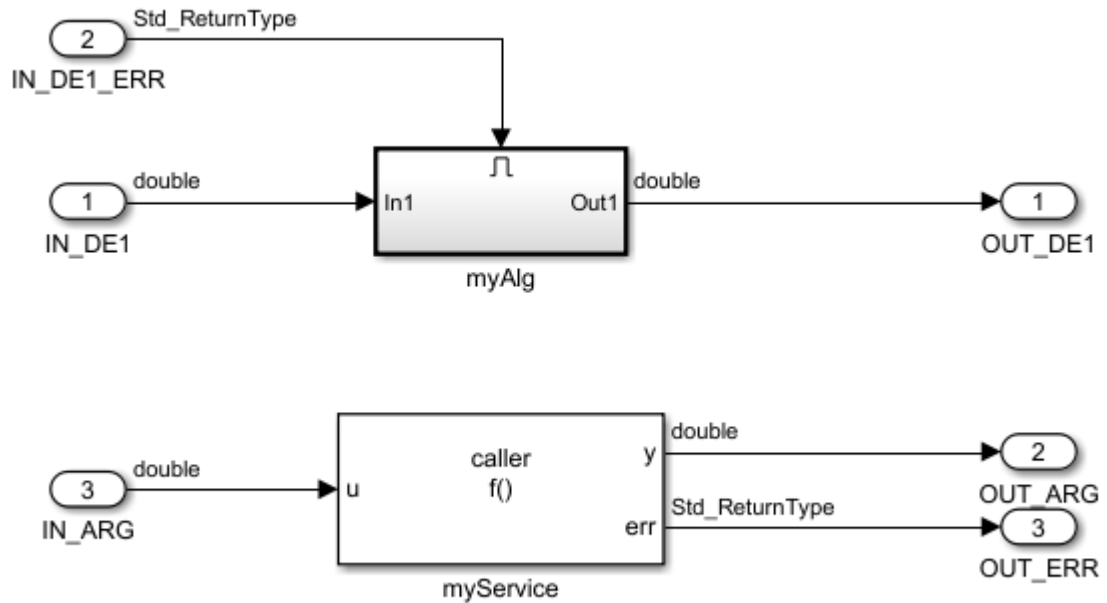 Std_ReturnType
2
IN_DE1_ERR
double
1
IN_DE1
In1
Out1
myAlg
double
1
OUT_DE1
double
3
IN_ARG
caller
f()
u
y
err
myService
double
2
OUT_ARG
Std_ReturnType
3
OUT_ERR